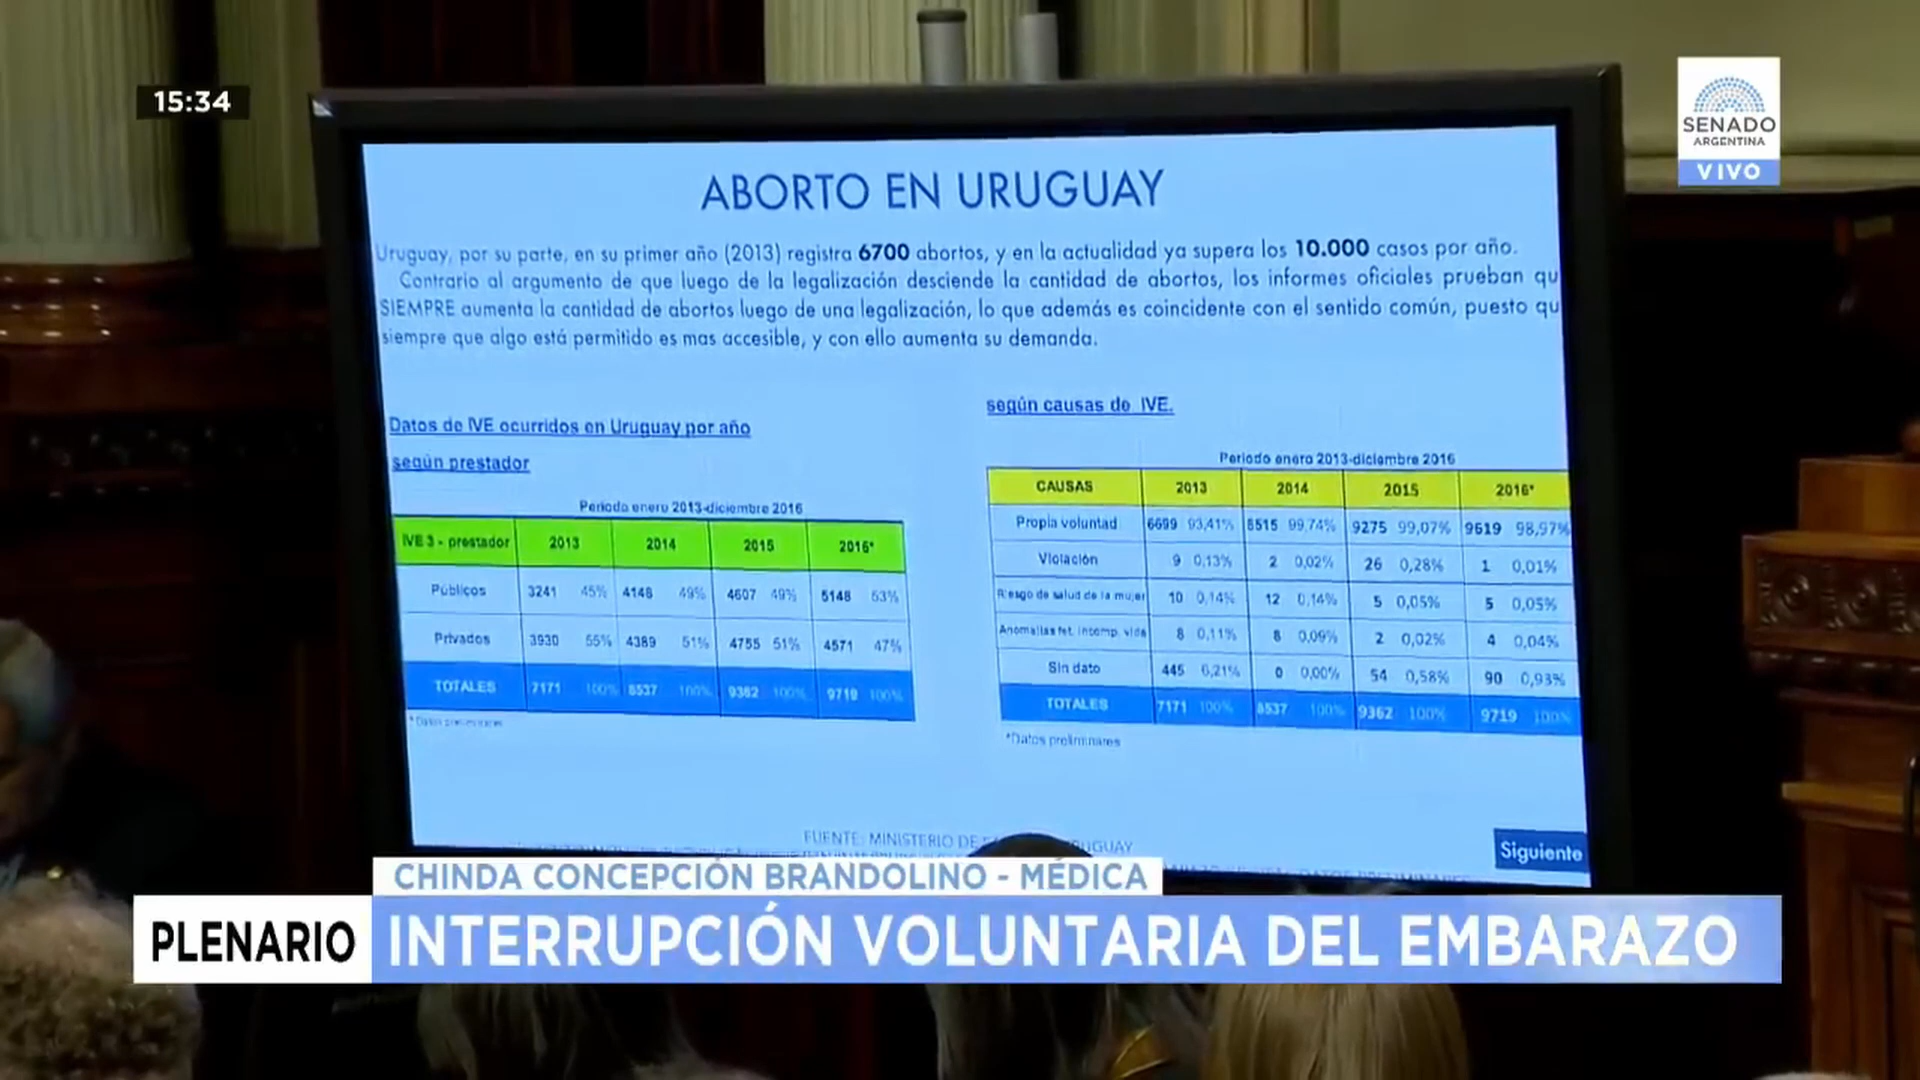 15:34
SENADO
ARGENTINA
VIVO
ABORTO EN URUGUAY
Uruguay, por su parte, en su primer año (2013) registra 6700 abortos, y en la actualidad ya supera los 10.000 casos por año.
Contrario al argumento de que luego de la legalización desciende la cantidad de abortos, los informes oficiales prueban qu
SIEMPRE aumenta la cantidad de abortos luego de una legalización, lo que además es coincidente con el sentido común, puesto qu
siempre que algo está permitido es mas accesible, y con ello aumenta su demanda.
Datos de IVE ocurridos en Uruguay por año
según prestador
Periodo enero 2013-diciembre 2016
IVE 3 - prestador 2013 2014 2015 2016*
Públicos 3241 45% 4148 49% 4607 49% 5148 53%
Privados 3930 55% 4389 51% 4755 51% 4571 47%
TOTALES 7171 100% 8537 100% 9362 100% 9719 100%
* Datos preliminares
según causas de IVE.
Periodo enero 2013-diciembre 2016
CAUSAS 2013 2014 2015 2016*
Propia voluntad 6699 93,41% 8515 99,74% 9275 99,07% 9619 98,97%
Violación 9 0,13% 2 0,02% 26 0,28% 1 0,01%
Riesgo de salud de la mujer 10 0,14% 12 0,14% 5 0,05% 5 0,05%
Anomalías fet. incomp. vida 8 0,11% 8 0,09% 2 0,02% 4 0,04%
Sin dato 445 6,21% 0 0,00% 54 0,58% 90 0,93%
TOTALES 7171 100% 8537 100% 9362 100% 9719 100%
*Datos preliminares
FUENTE: MINISTERIO DE
Siguiente
CHINDA CONCEPCIÓN BRANDOLINO - MÉDICA
PLENARIO INTERRUPCIÓN VOLUNTARIA DEL EMBARAZO